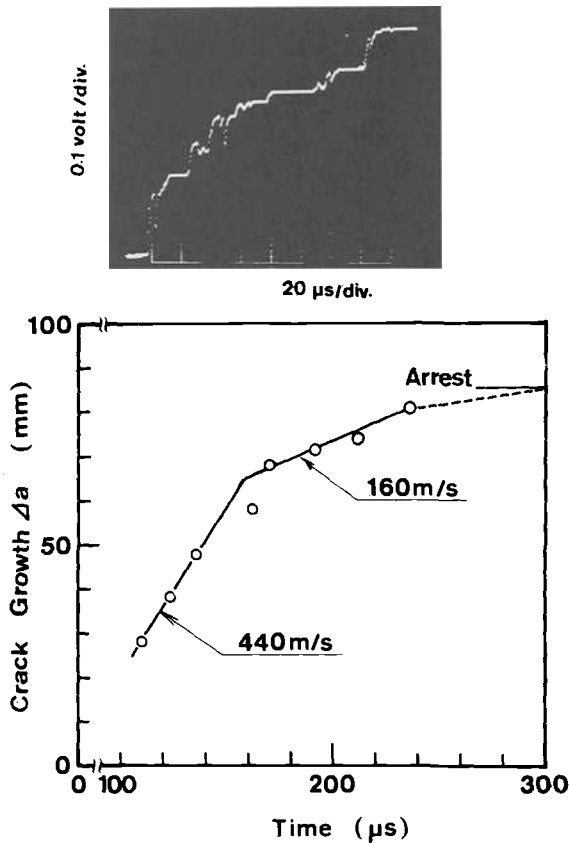 0.1 volt/div.
20 μs/div.
100
Arrest
160m/s
50
440m/s
0
0 100 200 300
Crack Growth Δa (mm)
Time (μs)